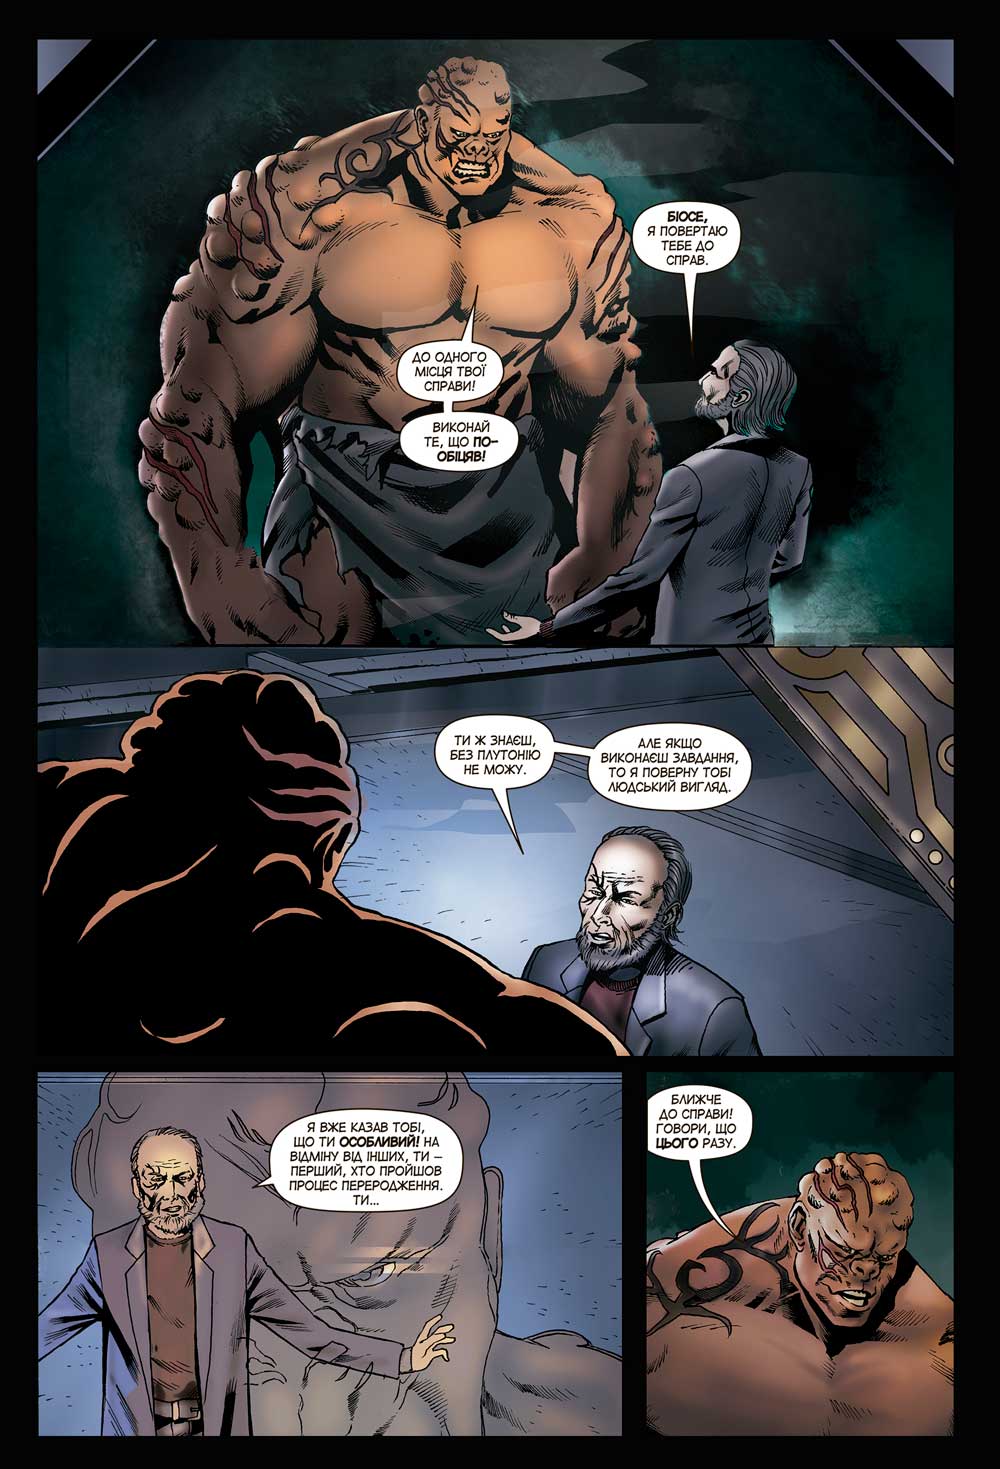 БІОСЕ,
Я ПОВЕРТАЮ
ТЕБЕ ДО
СПРАВ.
ДО ОДНОГО
МІСЦЯ ТВОЇ
СПРАВИ!
ВИКОНАЙ
ТЕ, ЩО ПО-
ОБІЦЯВ!
ТИ Ж ЗНАЄШ,
БЕЗ ПЛУТОНІЮ
НЕ МОЖУ.
АЛЕ ЯКЩО
ВИКОНАЄШ ЗАВДАННЯ,
ТО Я ПОВЕРНУ ТОБІ
ЛЮДСЬКИЙ ВИГЛЯД.
Я ВЖЕ КАЗАВ ТОБІ,
ЩО ТИ ОСОБЛИВИЙ! НА
ВІДМІНУ ВІД ІНШИХ, ТИ –
ПЕРШИЙ, ХТО ПРОЙШОВ
ПРОЦЕС ПЕРЕРОДЖЕННЯ.
ТИ...
БЛИЖЧЕ
ДО СПРАВИ!
ГОВОРИ, ЩО
ЦЬОГО РАЗУ.